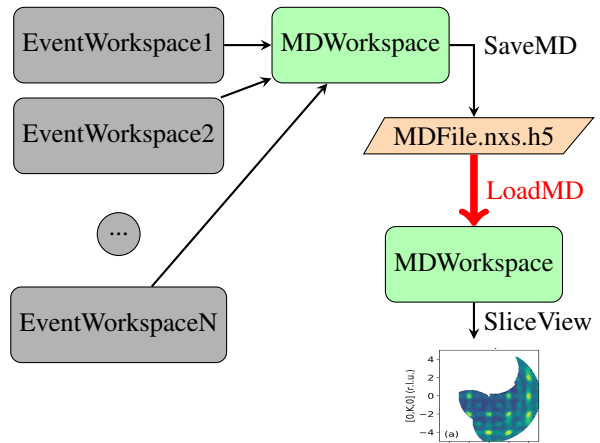 EventWorkspace1
MDWorkspace
SaveMD
EventWorkspace2
MDFile.nxs.h5
LoadMD
...
MDWorkspace
EventWorkspaceN
SliceView
[0,K,0] (r.l.u.)
4
2
0
−2
−4
(a)